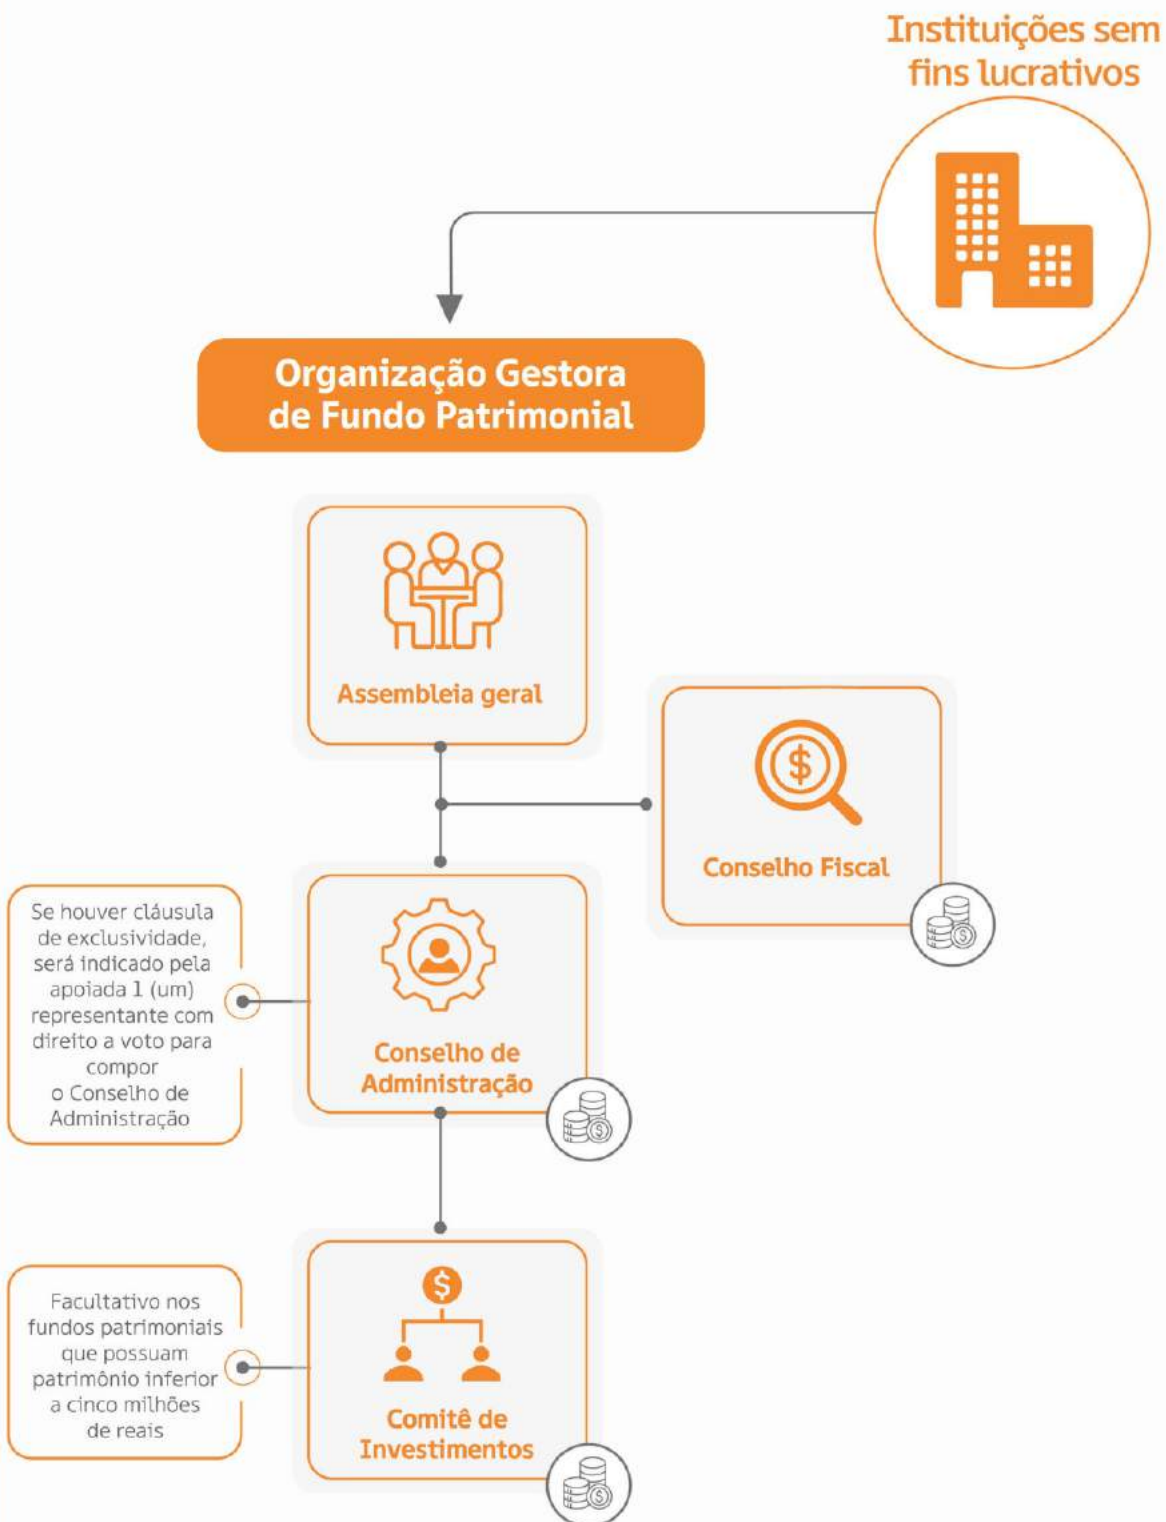 Instituições sem
fins lucrativos
Organização Gestora
de Fundo Patrimonial
Assembleia geral
$
Conselho Fiscal
$
Se houver cláusula
de exclusividade,
será indicado pela
apoiada 1 (um)
representante com
direito a voto para
compor
o Conselho de
Administração
Conselho de
Administração
$
Facultativo nos
fundos patrimoniais
que possuam
patrimônio inferior
a cinco milhões
de reais
$
Comitê de
Investimentos
$